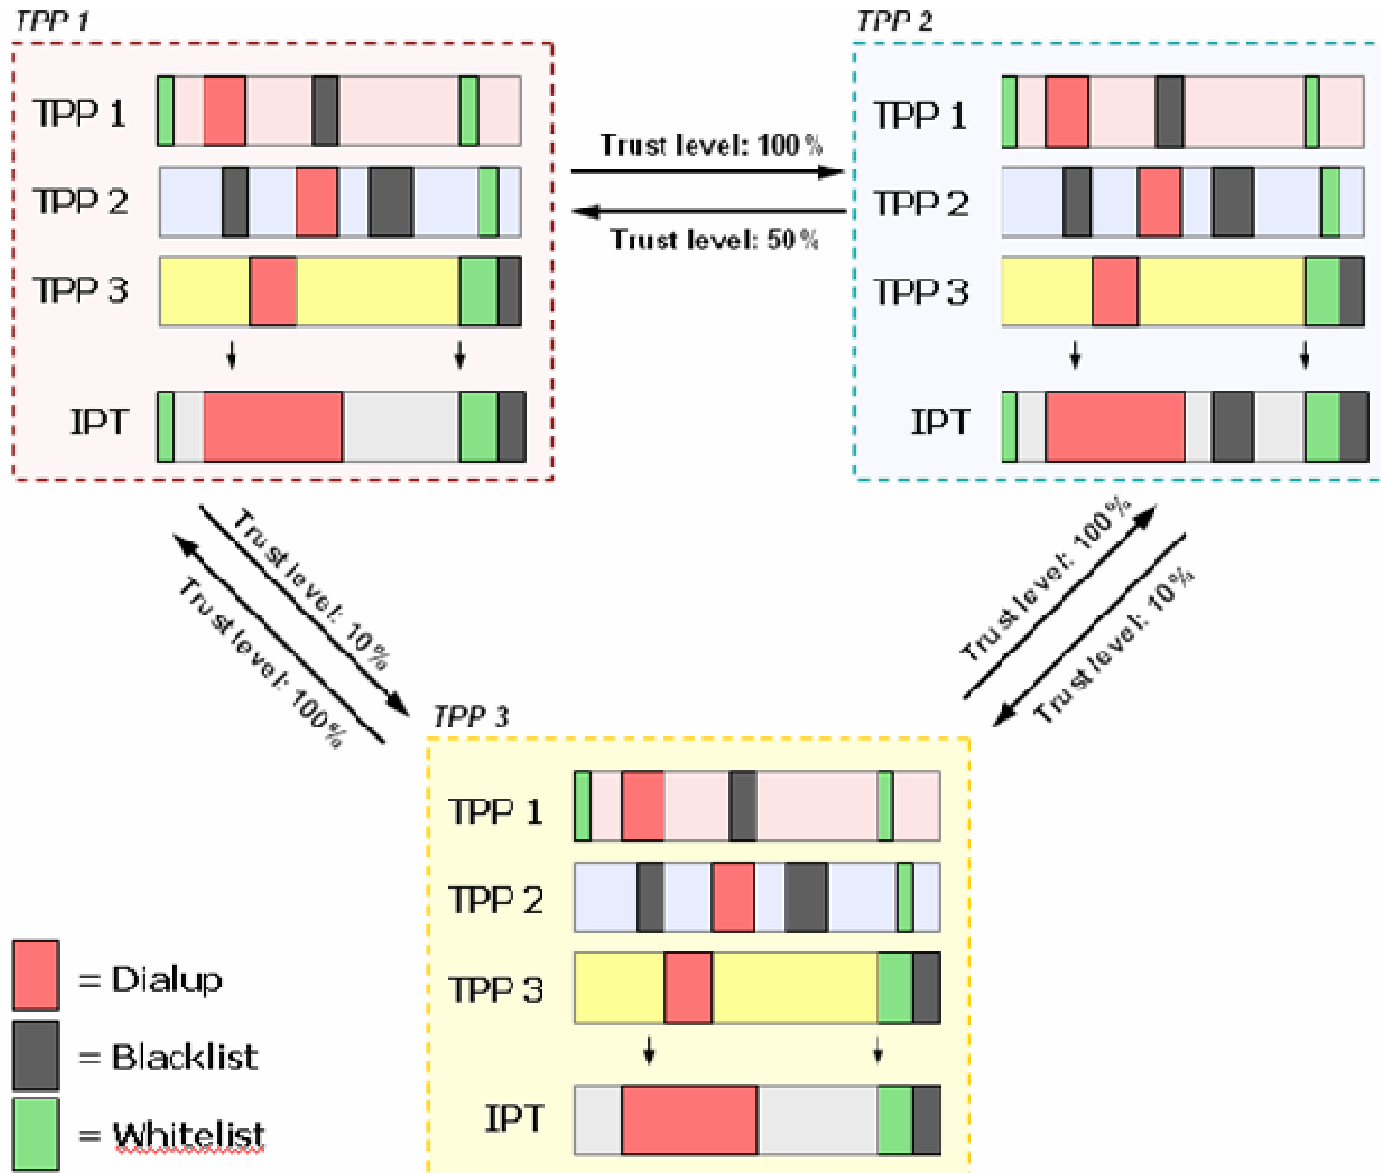 TPP 1
TPP 1
TPP 2
TPP 3
IPT
TPP 2
TPP 1
TPP 2
TPP 3
IPT
Trust level: 100%
Trust level: 50%
Trust level: 10%
Trust level: 100%
Trust level: 100%
Trust level: 10%
TPP 3
TPP 1
TPP 2
TPP 3
IPT
= Dialup
= Blacklist
= Whitelist